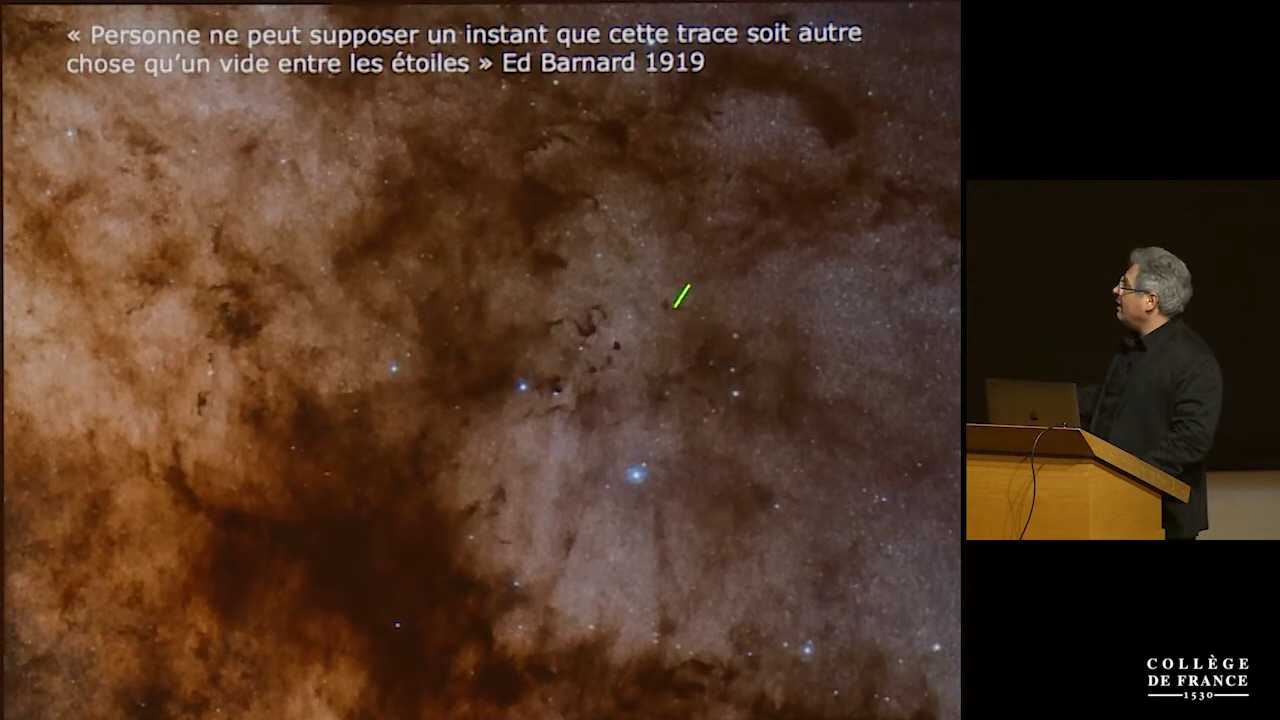 « Personne ne peut supposer un instant que cette trace soit autre
chose qu’un vide entre les étoiles » Ed Barnard 1919
COLLÈGE
DE FRANCE
1530